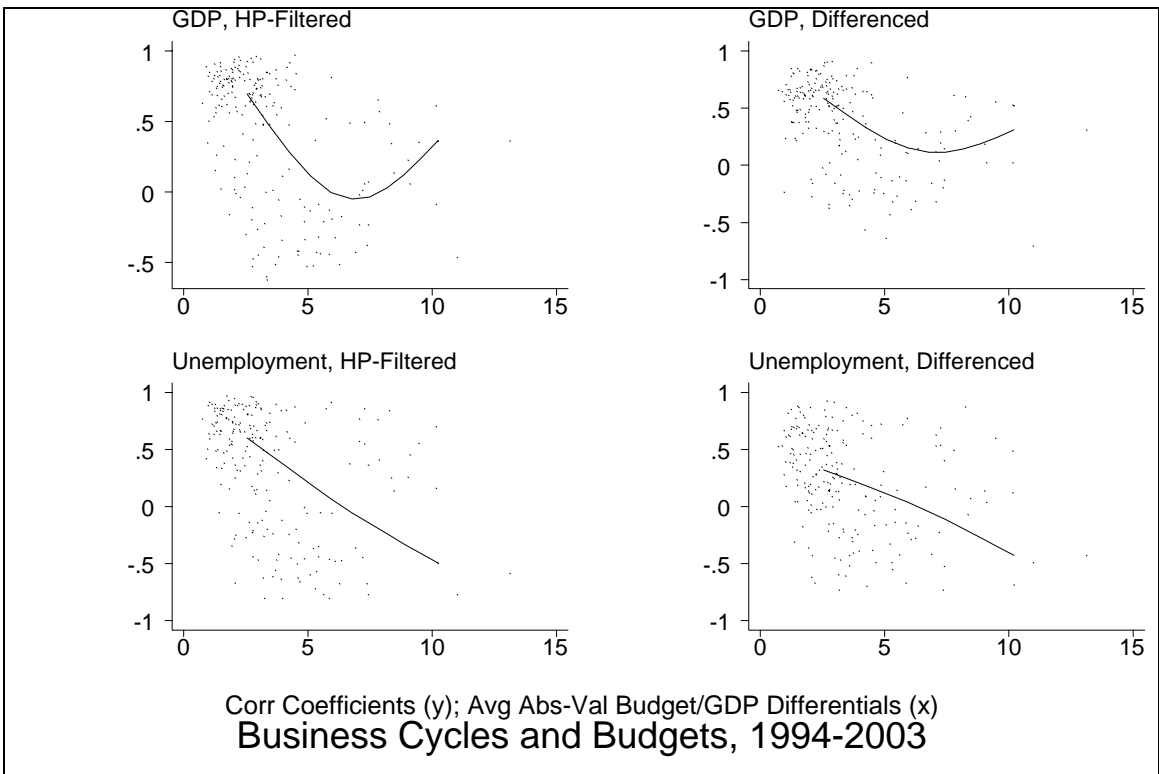 GDP, HP-Filtered
1
.5
0
-.5
0 5 10 15
GDP, Differenced
1
.5
0
-.5
-1
0 5 10 15
Unemployment, HP-Filtered
1
.5
0
-.5
-1
0 5 10 15
Unemployment, Differenced
1
.5
0
-.5
-1
0 5 10 15
Corr Coefficients (y); Avg Abs-Val Budget/GDP Differentials (x)
Business Cycles and Budgets, 1994-2003